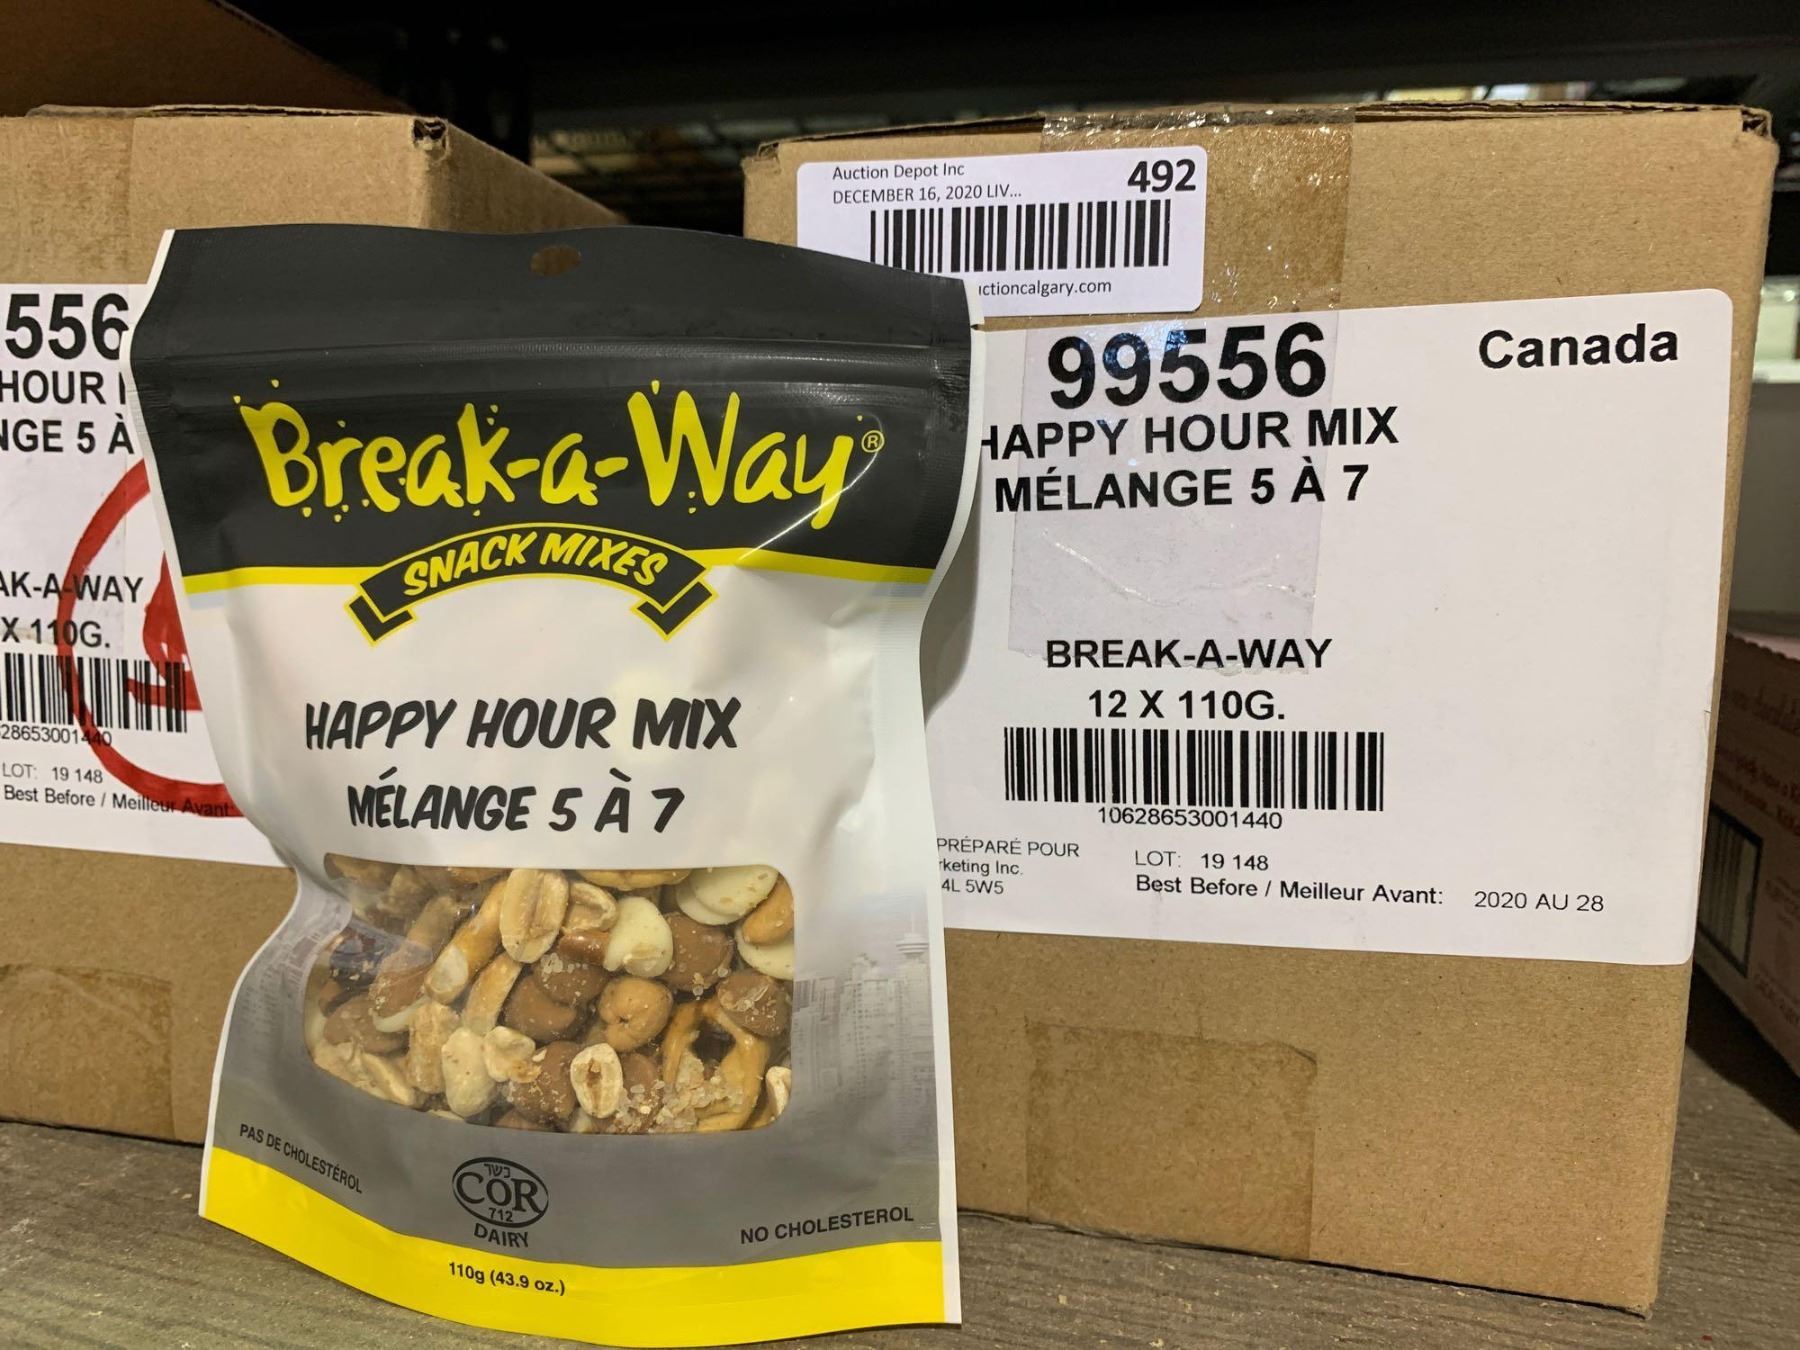 556
HOUR
NGE 5 À
AK-A-WAY
X 110G.
28653001440
LOT: 19 148
Best Before / Meilleur Avant:
Break-a-Way®
SNACK MIXES
HAPPY HOUR MIX
MÉLANGE 5 À 7
PAS DE CHOLESTÉROL
כשר
COR
712
DAIRY
NO CHOLESTEROL
110g (43.9 oz.)
Auction Depot Inc
492
DECEMBER 16, 2020 LIV...
uctioncalgary.com
99556
Canada
HAPPY HOUR MIX
MÉLANGE 5 À 7
BREAK-A-WAY
12 X 110G.
10628653001440
PRÉPARÉ POUR
rketing Inc.
4L 5W5
LOT: 19 148
Best Before / Meilleur Avant: 2020 AU 28